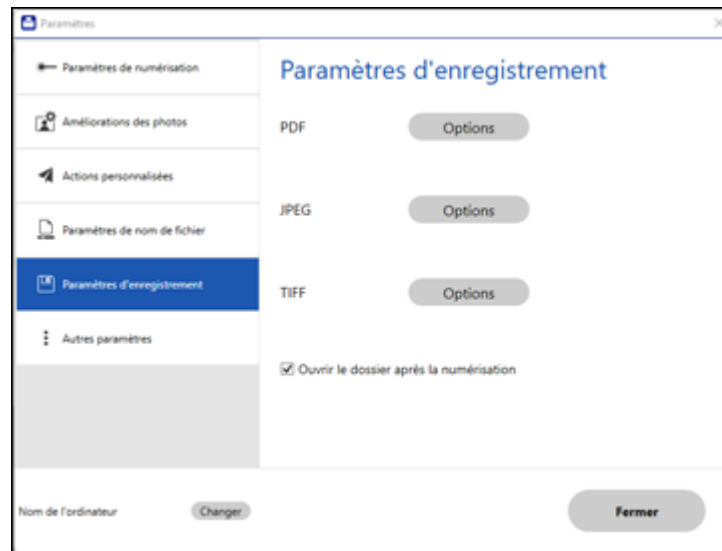 Paramètres
Paramètres de numérisation
Améliorations des photos
Actions personnalisées
Paramètres de nom de fichier
Paramètres d'enregistrement
Autres paramètres
Paramètres d'enregistrement
PDF Options
JPEG Options
TIFF Options
Ouvrir le dossier après la numérisation
Nom de l'ordinateur Changer
Fermer